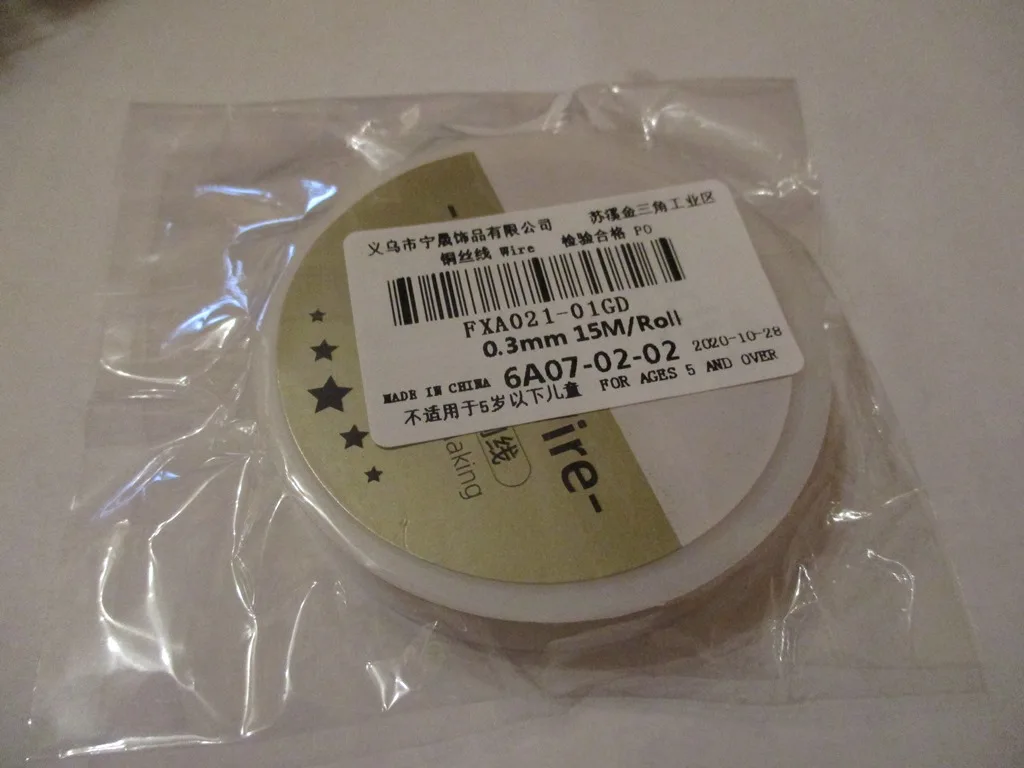 义乌市宁晟饰品有限公司 苏溪金三角工业区
铜丝线 Wire 检验合格 PO
FXA021-01GD
0.3mm 15M/Roll
MADE IN CHINA 6A07-02-02 2020-10-28
不适用于5岁以下儿童 FOR AGES 5 AND OVER
ire-
线
aking